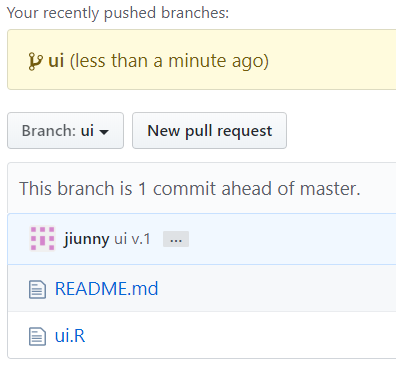 Your recently pushed branches:
ui (less than a minute ago)
Branch: ui
New pull request
This branch is 1 commit ahead of master.
jiunny ui v.1 ...
README.md
ui.R